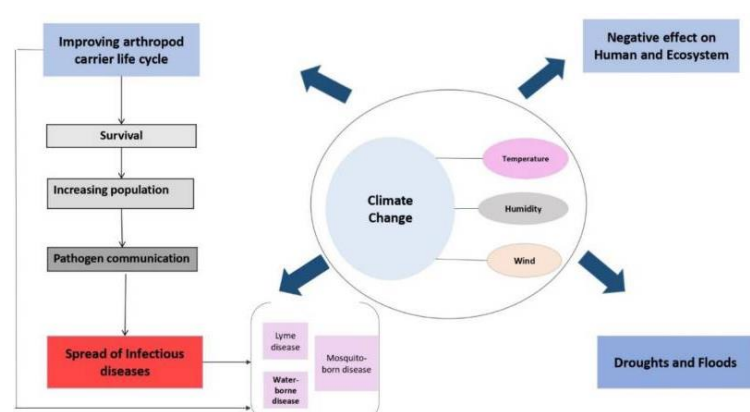 Improving arthropod
carrier life cycle
Survival
Increasing population
Pathogen communication
Spread of Infectious
diseases
Lyme
disease
Water-
borne
disease
Mosquito-
born disease
Climate
Change
Temperature
Humidity
Wind
Negative effect on
Human and Ecosystem
Droughts and Floods